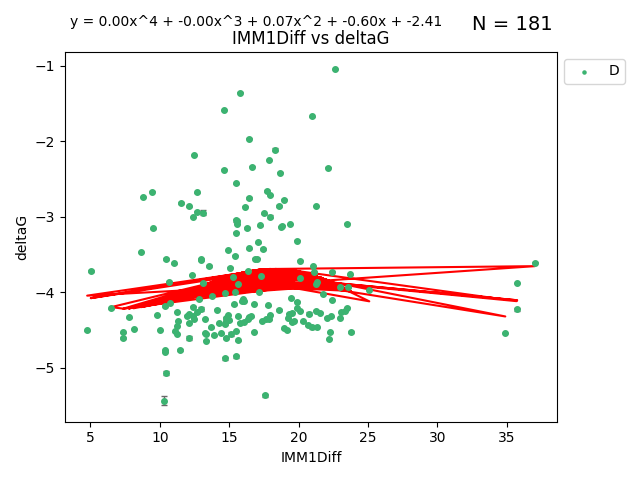 y = 0.00x^4 + -0.00x^3 + 0.07x^2 + -0.60x + -2.41
N = 181
IMM1Diff vs deltaG
D
−1
−2
−3
−4
−5
deltaG
5 10 15 20 25 30 35
IMM1Diff